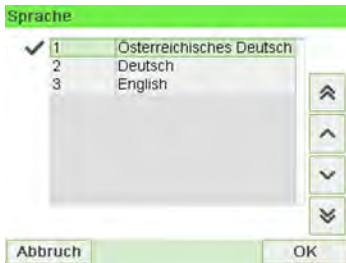 Sprache
1 Österreichisches Deutsch
2 Deutsch
3 English
Abbruch OK